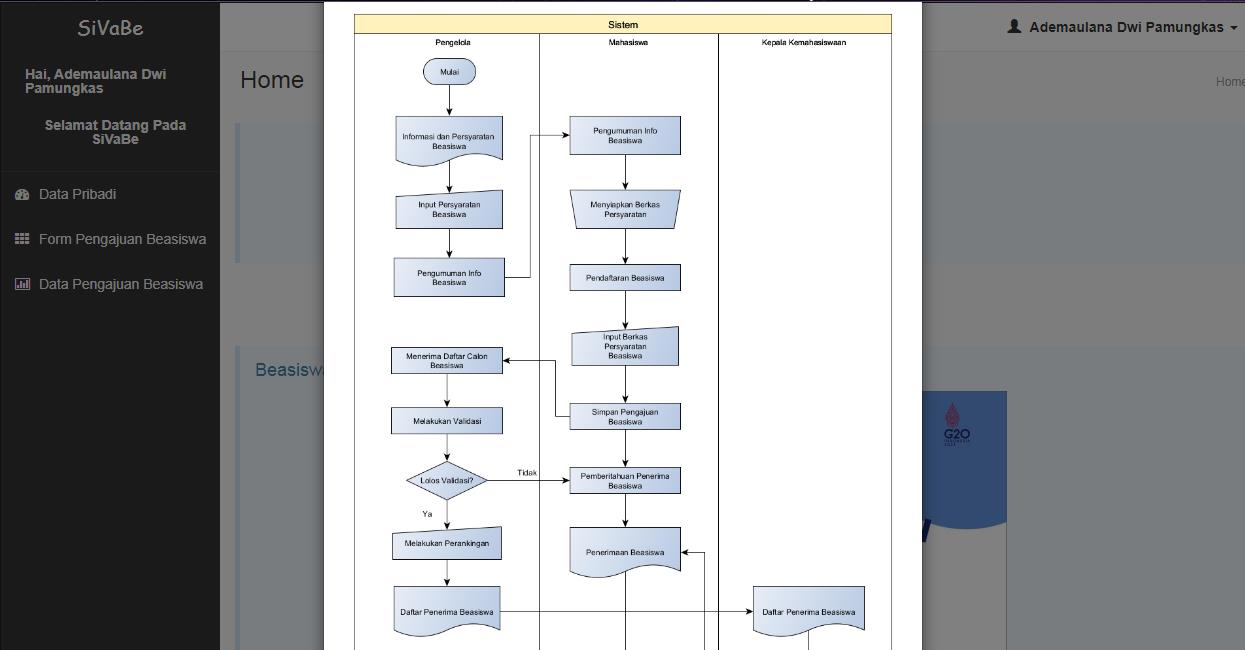 SiVaBe
Hai, Ademaulana Dwi
Pamungkas
Selamat Datang Pada
SiVaBe
Data Pribadi
Form Pengajuan Beasiswa
Data Pengajuan Beasiswa
Home
Ademaulana Dwi Pamungkas
Home
Sistem
Pengelola
Mahasiswa
Kepala Kemahasiswaan
Mulai
Informasi dan Persyaratan
Beasiswa
Input Persyaratan
Beasiswa
Pengumuman Info
Beasiswa
Pengumuman Info
Beasiswa
Menyiapkan Berkas
Persyaratan
Pendaftaran Beasiswa
Input Berkas
Persyaratan
Beasiswa
Simpan Pengajuan
Beasiswa
Menerima Daftar Calon
Beasiswa
Melakukan Validasi
Lolos Validasi?
Tidak
Ya
Pemberitahuan Penerima
Beasiswa
Melakukan Perankingan
Penerimaan Beasiswa
Daftar Penerima Beasiswa
Daftar Penerima Beasiswa
Beasisw
G20